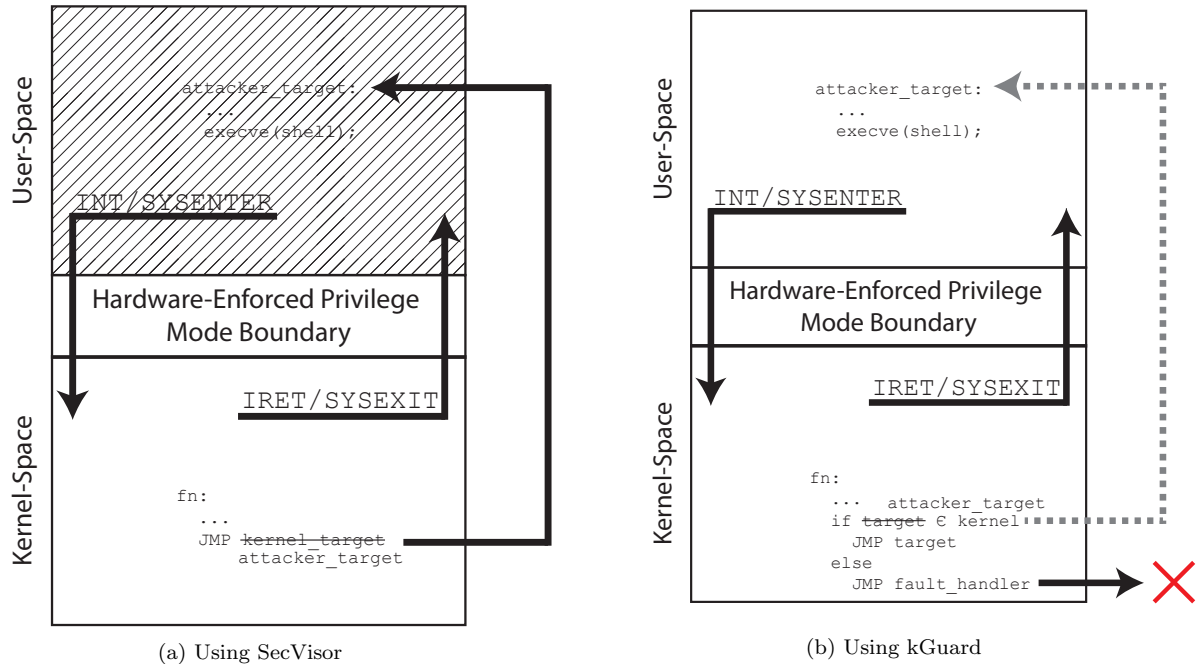 User-Space
attacker_target:
...
execve(shell);
INT/SYSENTER
Hardware-Enforced Privilege
Mode Boundary
IRET/SYSEXIT
Kernel-Space
fn:
...
JMP kernel_target
attacker_target
(a) Using SecVisor
User-Space
attacker_target:
...
execve(shell);
INT/SYSENTER
Hardware-Enforced Privilege
Mode Boundary
IRET/SYSEXIT
Kernel-Space
fn:
... attacker_target
if target Є kernel
JMP target
else
JMP fault_handler
(b) Using kGuard